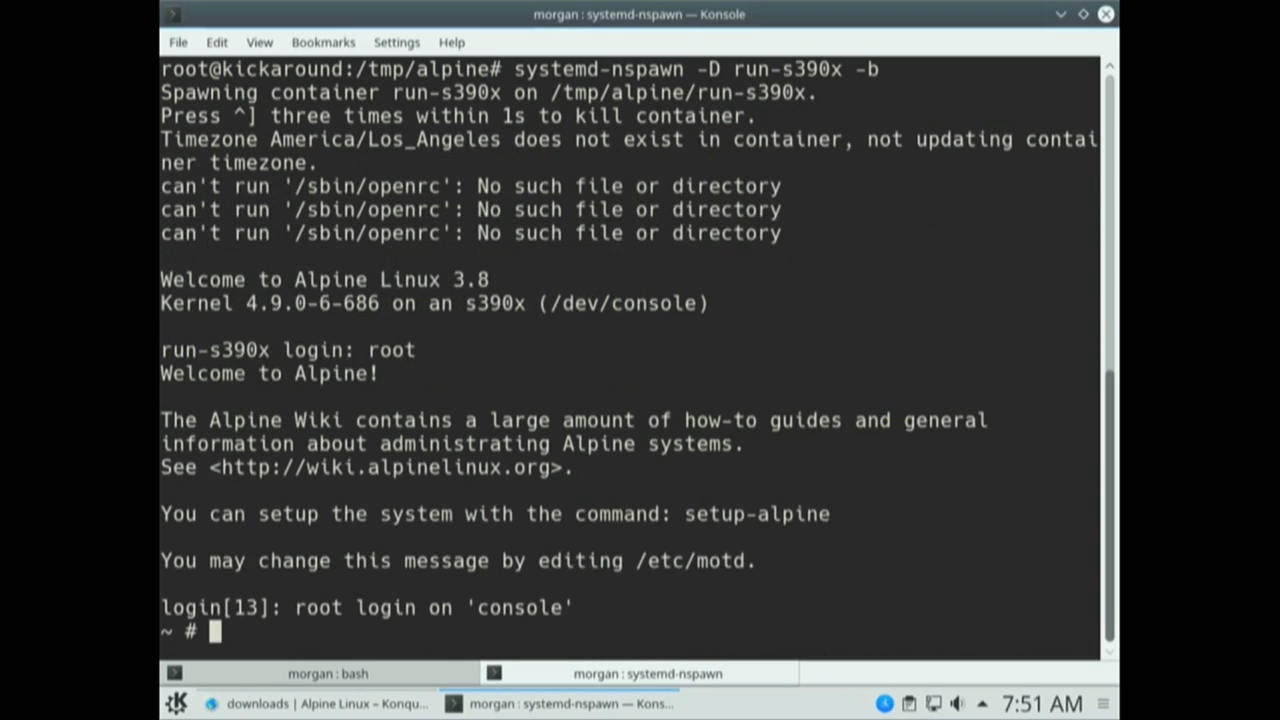 morgan : systemd-nspawn — Konsole
File Edit View Bookmarks Settings Help
root@kickaround:/tmp/alpine# systemd-nspawn -D run-s390x -b
Spawning container run-s390x on /tmp/alpine/run-s390x.
Press ^] three times within 1s to kill container.
Timezone America/Los_Angeles does not exist in container, not updating contai
ner timezone.
can't run '/sbin/openrc': No such file or directory
can't run '/sbin/openrc': No such file or directory
can't run '/sbin/openrc': No such file or directory
Welcome to Alpine Linux 3.8
Kernel 4.9.0-6-686 on an s390x (/dev/console)
run-s390x login: root
Welcome to Alpine!
The Alpine Wiki contains a large amount of how-to guides and general
information about administrating Alpine systems.
See <http://wiki.alpinelinux.org>.
You can setup the system with the command: setup-alpine
You may change this message by editing /etc/motd.
login[13]: root login on 'console'
~ #
morgan : bash morgan : systemd-nspawn
downloads | Alpine Linux – Konqu... morgan : systemd-nspawn — Kons... 7:51 AM